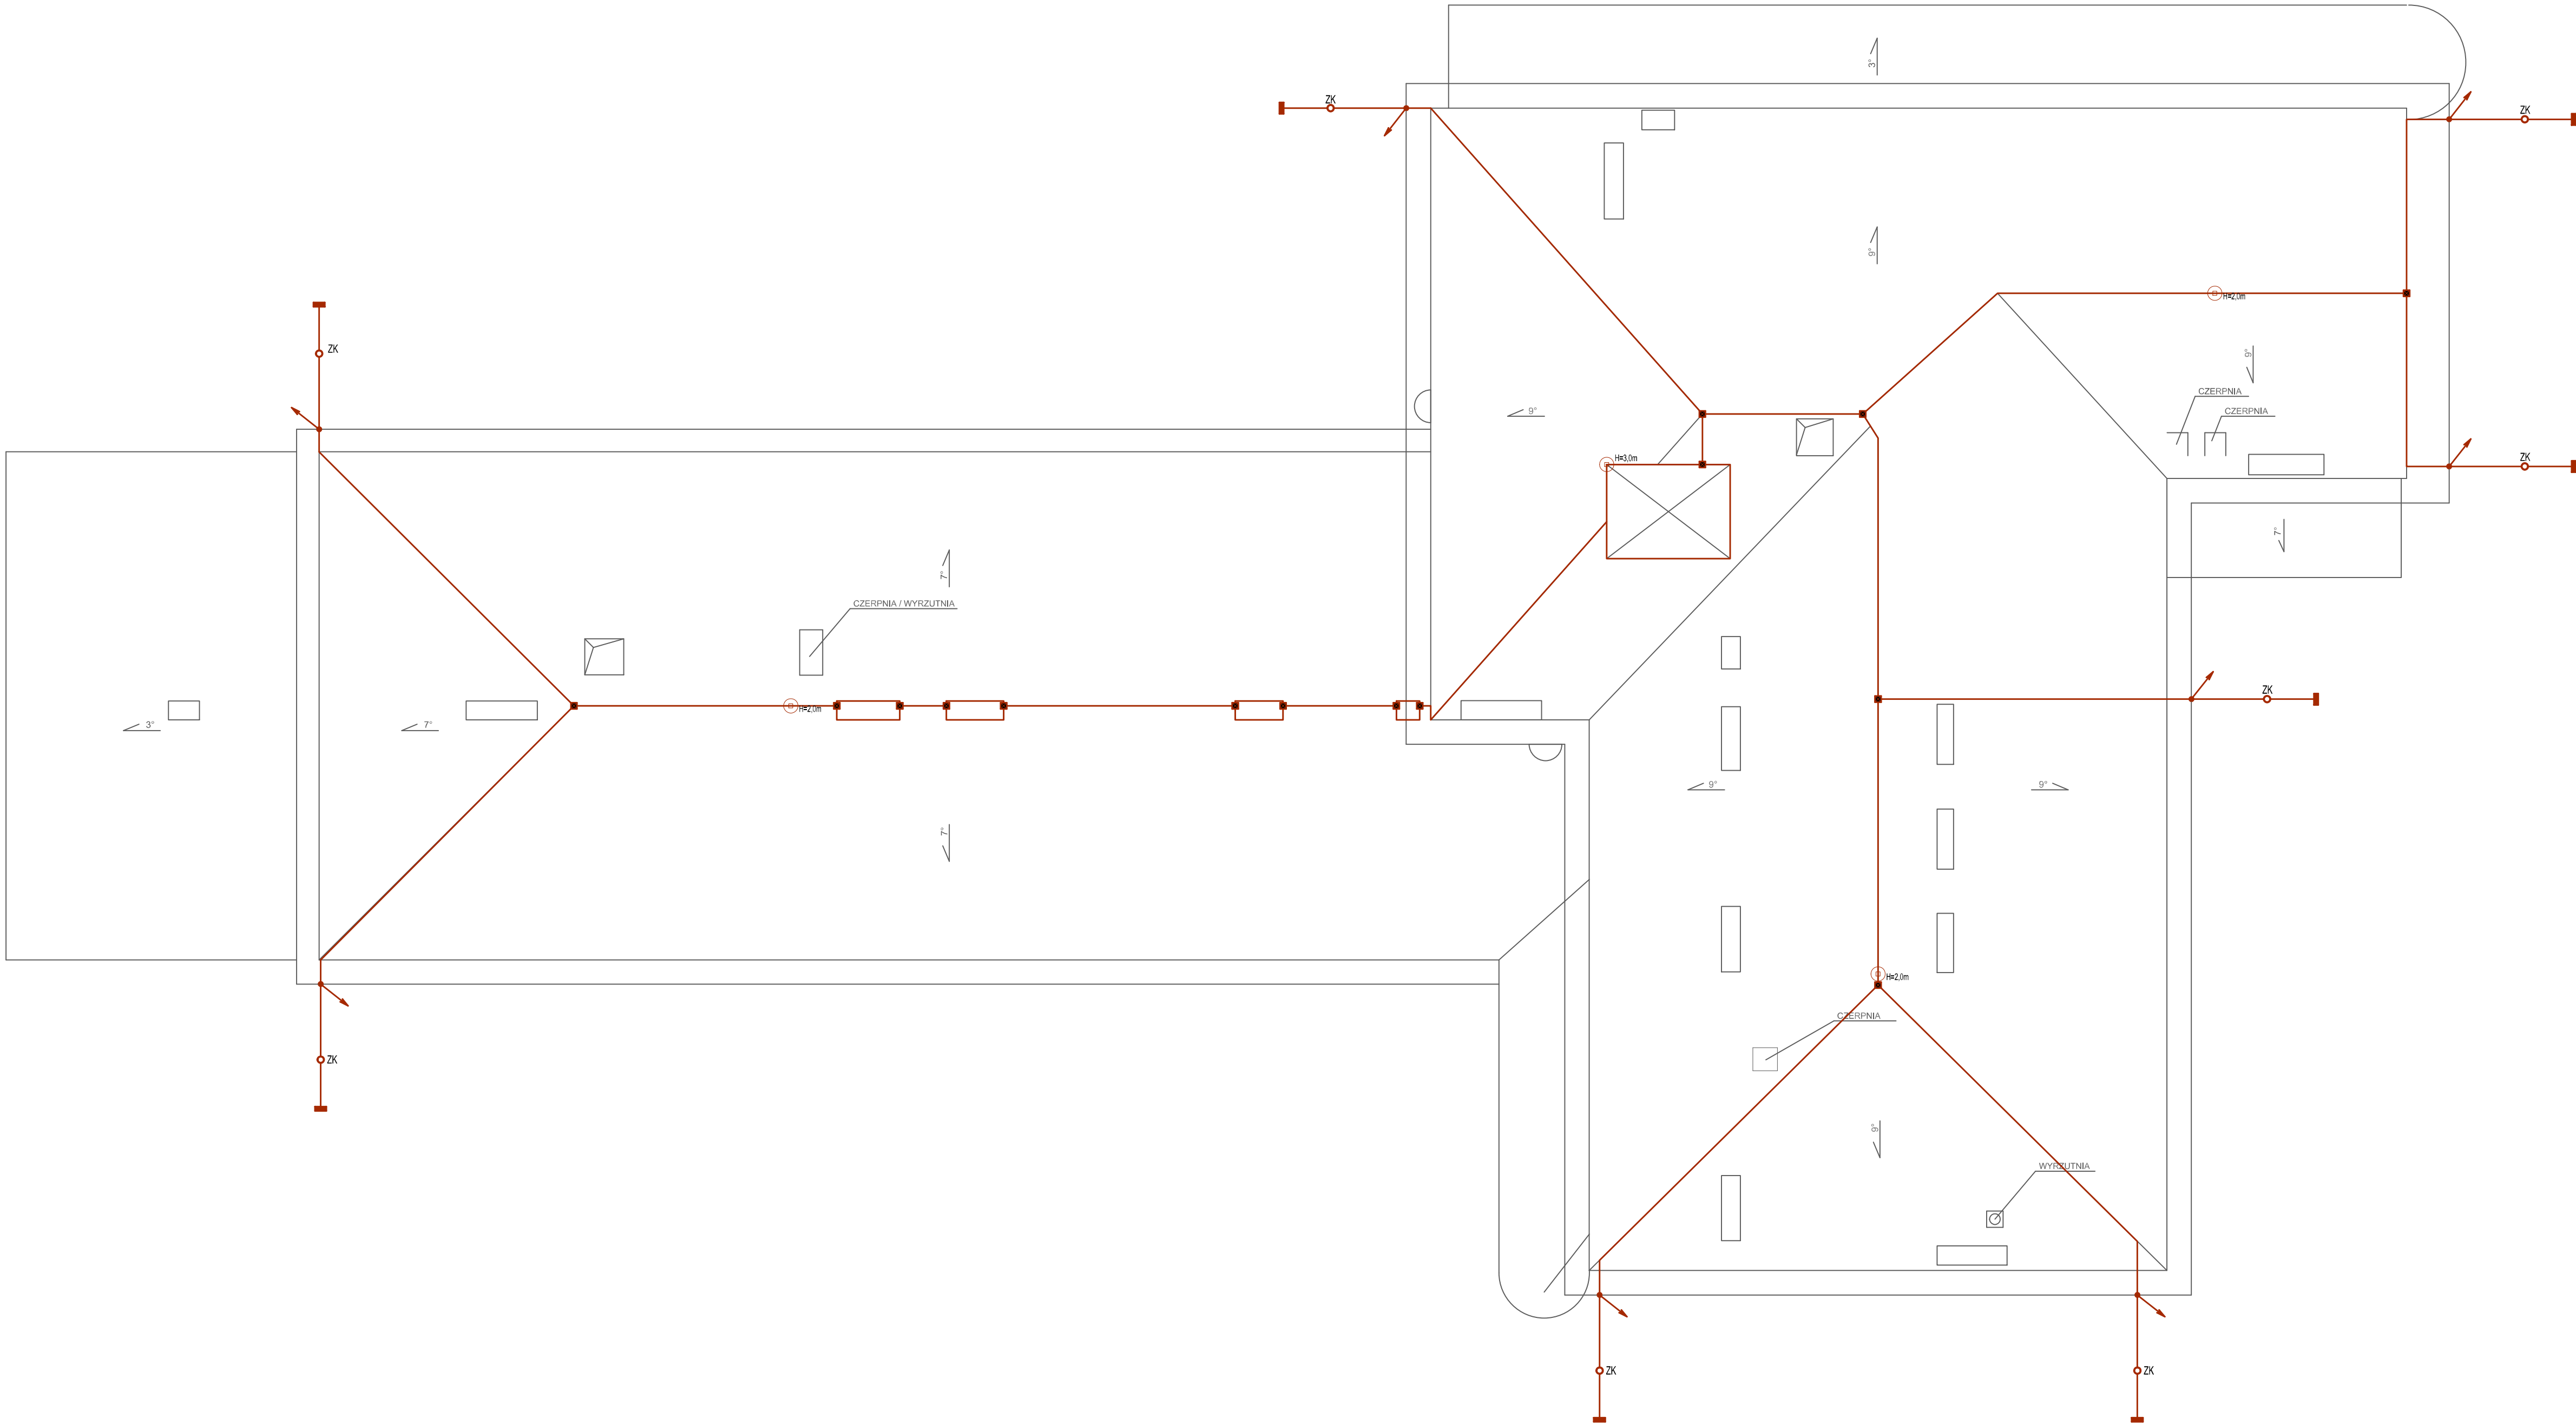 3°
ZK
ZK
9°
H=2,0m
ZK
9°
CZERPNIA
9°
CZERPNIA
H=3,0m
ZK
7°
7°
CZERPNIA / WYRZUTNIA
ZK
H=2,0m
3°
7°
9°
9°
7°
H=2,0m
CZERPNIA
ZK
9°
WYRZUTNIA
ZK
ZK